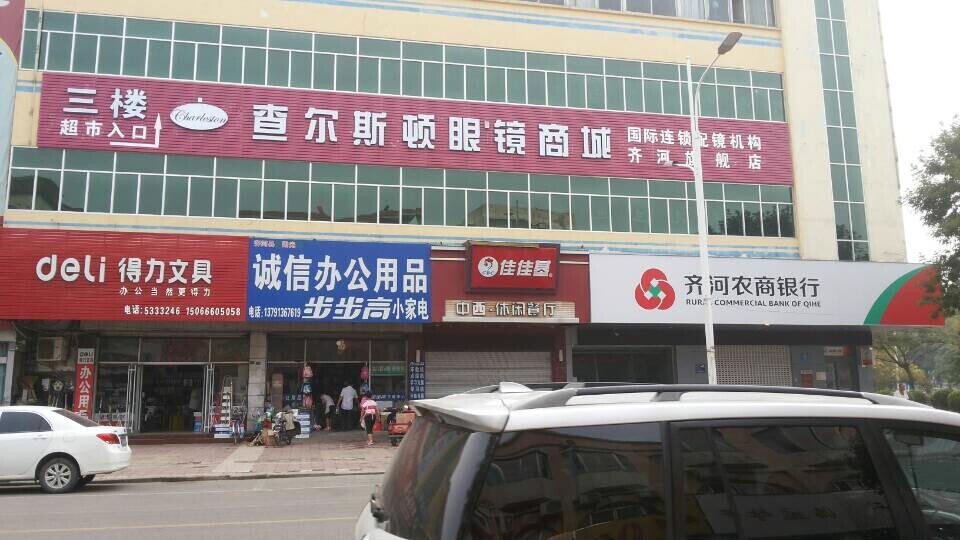 三楼
超市入口
Charleston
查尔斯顿眼镜商城
国际连锁配镜机构
齐河旗舰店
deli 得力文具
办公当然更得力
电话:5333246 15066605058
诚信办公用品
电话:13791367619
步步高小家电
佳佳基
中西·休闲餐厅
齐河农商银行
RURAL COMMERCIAL BANK OF QIHE
deli
办公用